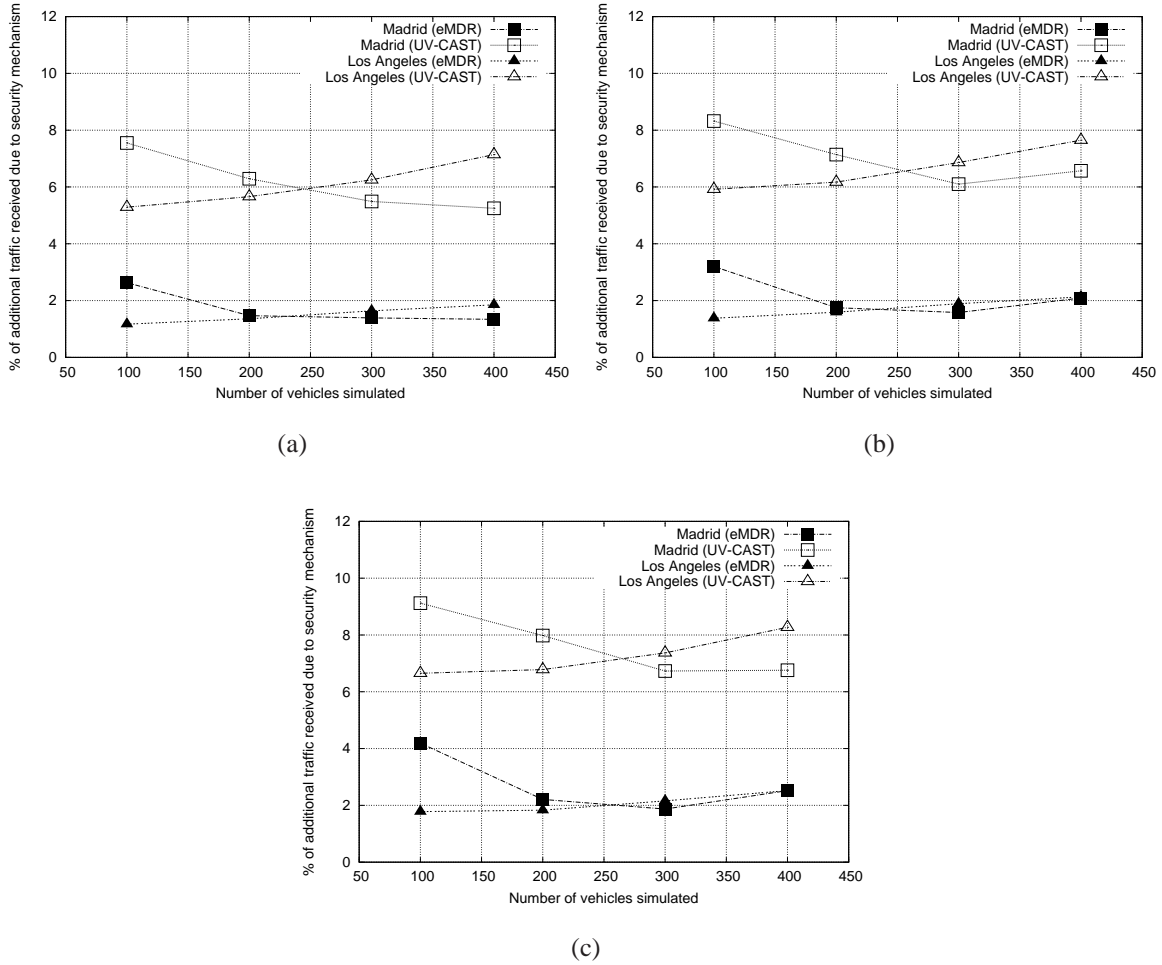 % of additional traffic received due to security mechanism
12
10
8
6
4
2
0
50 100 150 200 250 300 350 400 450
Number of vehicles simulated
Madrid (eMDR)
Madrid (UV-CAST)
Los Angeles (eMDR)
Los Angeles (UV-CAST)
(a)
% of additional traffic received due to security mechanism
12
10
8
6
4
2
0
50 100 150 200 250 300 350 400 450
Number of vehicles simulated
Madrid (eMDR)
Madrid (UV-CAST)
Los Angeles (eMDR)
Los Angeles (UV-CAST)
(b)
% of additional traffic received due to security mechanism
12
10
8
6
4
2
0
50 100 150 200 250 300 350 400 450
Number of vehicles simulated
Madrid (eMDR)
Madrid (UV-CAST)
Los Angeles (eMDR)
Los Angeles (UV-CAST)
(c)